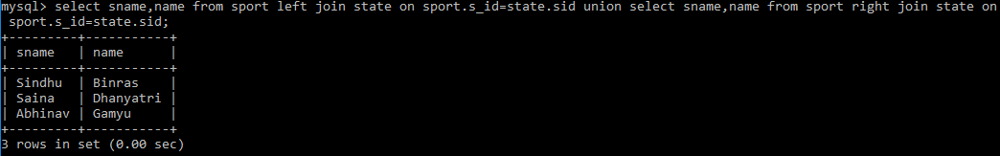 mysql> select sname,name from sport left join state on sport.s_id=state.sid union select sname,name from sport right join state on
 sport.s_id=state.sid;
+---------+-----------+
| sname   | name      |
+---------+-----------+
| Sindhu  | Binras    |
| Saina   | Dhanyatri |
| Abhinav | Gamyu     |
+---------+-----------+
3 rows in set (0.00 sec)